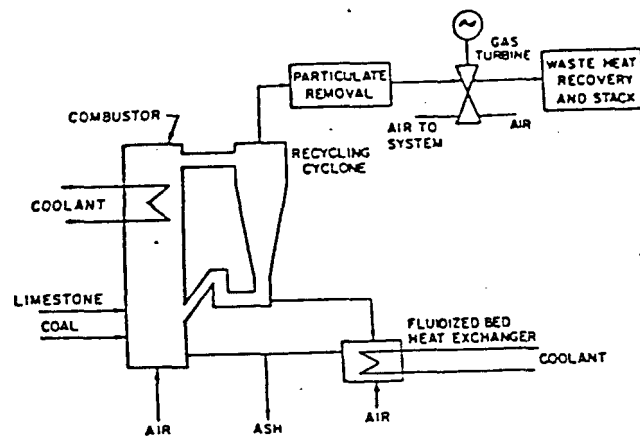 GAS
TURBINE
WASTE HEAT
RECOVERY
AND STACK
PARTICULATE
REMOVAL
COMBUSTOR
AIR TO
SYSTEM
AIR
RECYCLING
CYCLONE
COOLANT
LIMESTONE
COAL
FLUIDIZED BED
HEAT EXCHANGER
COOLANT
AIR
ASH
AIR